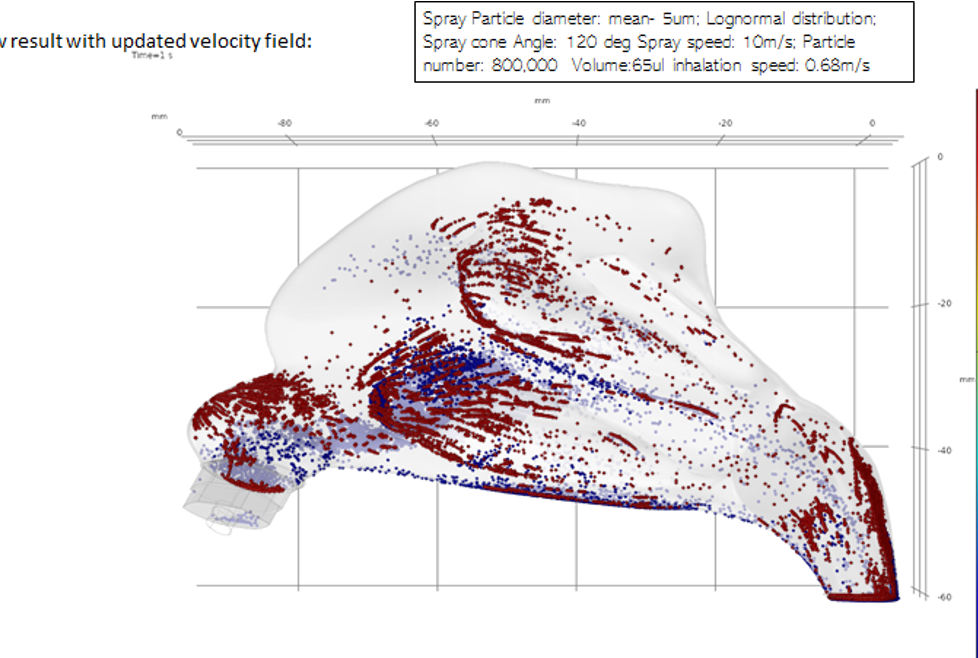 Spray Particle diameter: mean- 5um; Lognormal distribution;
Spray cone Angle: 120 deg Spray speed: 10m/s; Particle
number: 800,000 Volume:65ul inhalation speed: 0.68m/s
result with updated velocity field:
Time=1 s
mm
mm
0
-80
-60
-40
-20
0
0
-20
mm
-40
-60